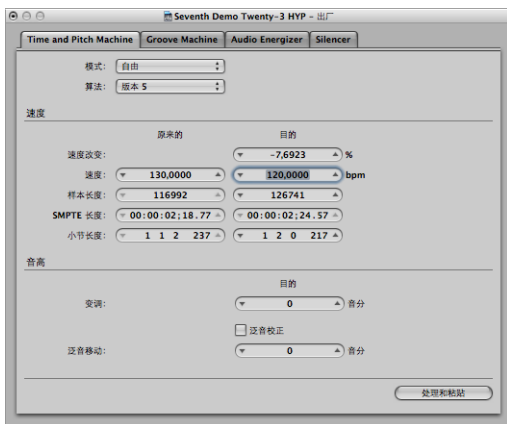 Seventh Demo Twenty-3 HYP – 出厂
Time and Pitch Machine Groove Machine Audio Energizer Silencer
模式: 自由
算法: 版本 5
速度
原来的 目的
速度改变: -7,6923 %
速度: 130,0000 120,0000 bpm
样本长度: 116992 126741
SMPTE 长度: 00:00:02;18.77 00:00:02;24.57
小节长度: 1 1 2 237 1 2 0 217
音高
目的
变调: 0 音分
泛音校正
泛音移动: 0 音分
处理和粘贴